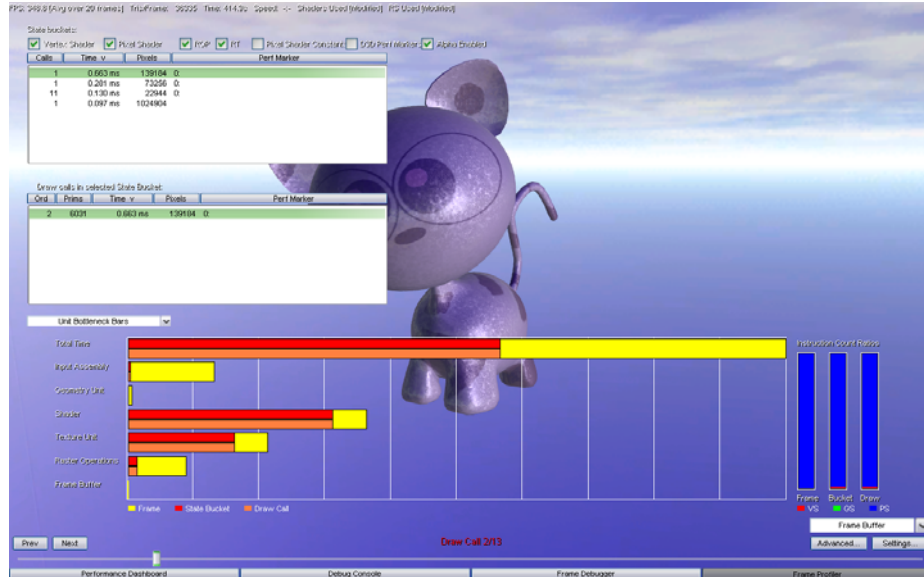 FPS: 348.8 (Avg over 20 frames) Tris/Frame: 36335 Time: 414.3s Speed: -:- Shaders Used [Modified] RS Used [Modified]
State buckets:
Vertex Shader Pixel Shader ROP RT Pixel Shader Constant D3D Perf Markers Alpha Enabled
Calls Time v Pixels Perf Marker
1 0.663 ms 139184 0:
1 0.281 ms 73256 0:
11 0.130 ms 22944 0:
1 0.097 ms 1024904
Draw calls in selected State Bucket:
Ord Prims Time v Pixels Perf Marker
2 6031 0.663 ms 139184 0:
Unit Bottleneck Bars
Total Time
Instruction Count Ratios
Input Assembly
Geometry Unit
Shader
Texture Unit
Raster Operations
Frame Buffer
Frame Bucket Draw
Frame State Bucket Draw Call
VS GS PS
Frame Buffer
Prev Next
Draw Call 2/13
Advanced... Settings...
Performance Dashboard Debug Console Frame Debugger Frame Profiler